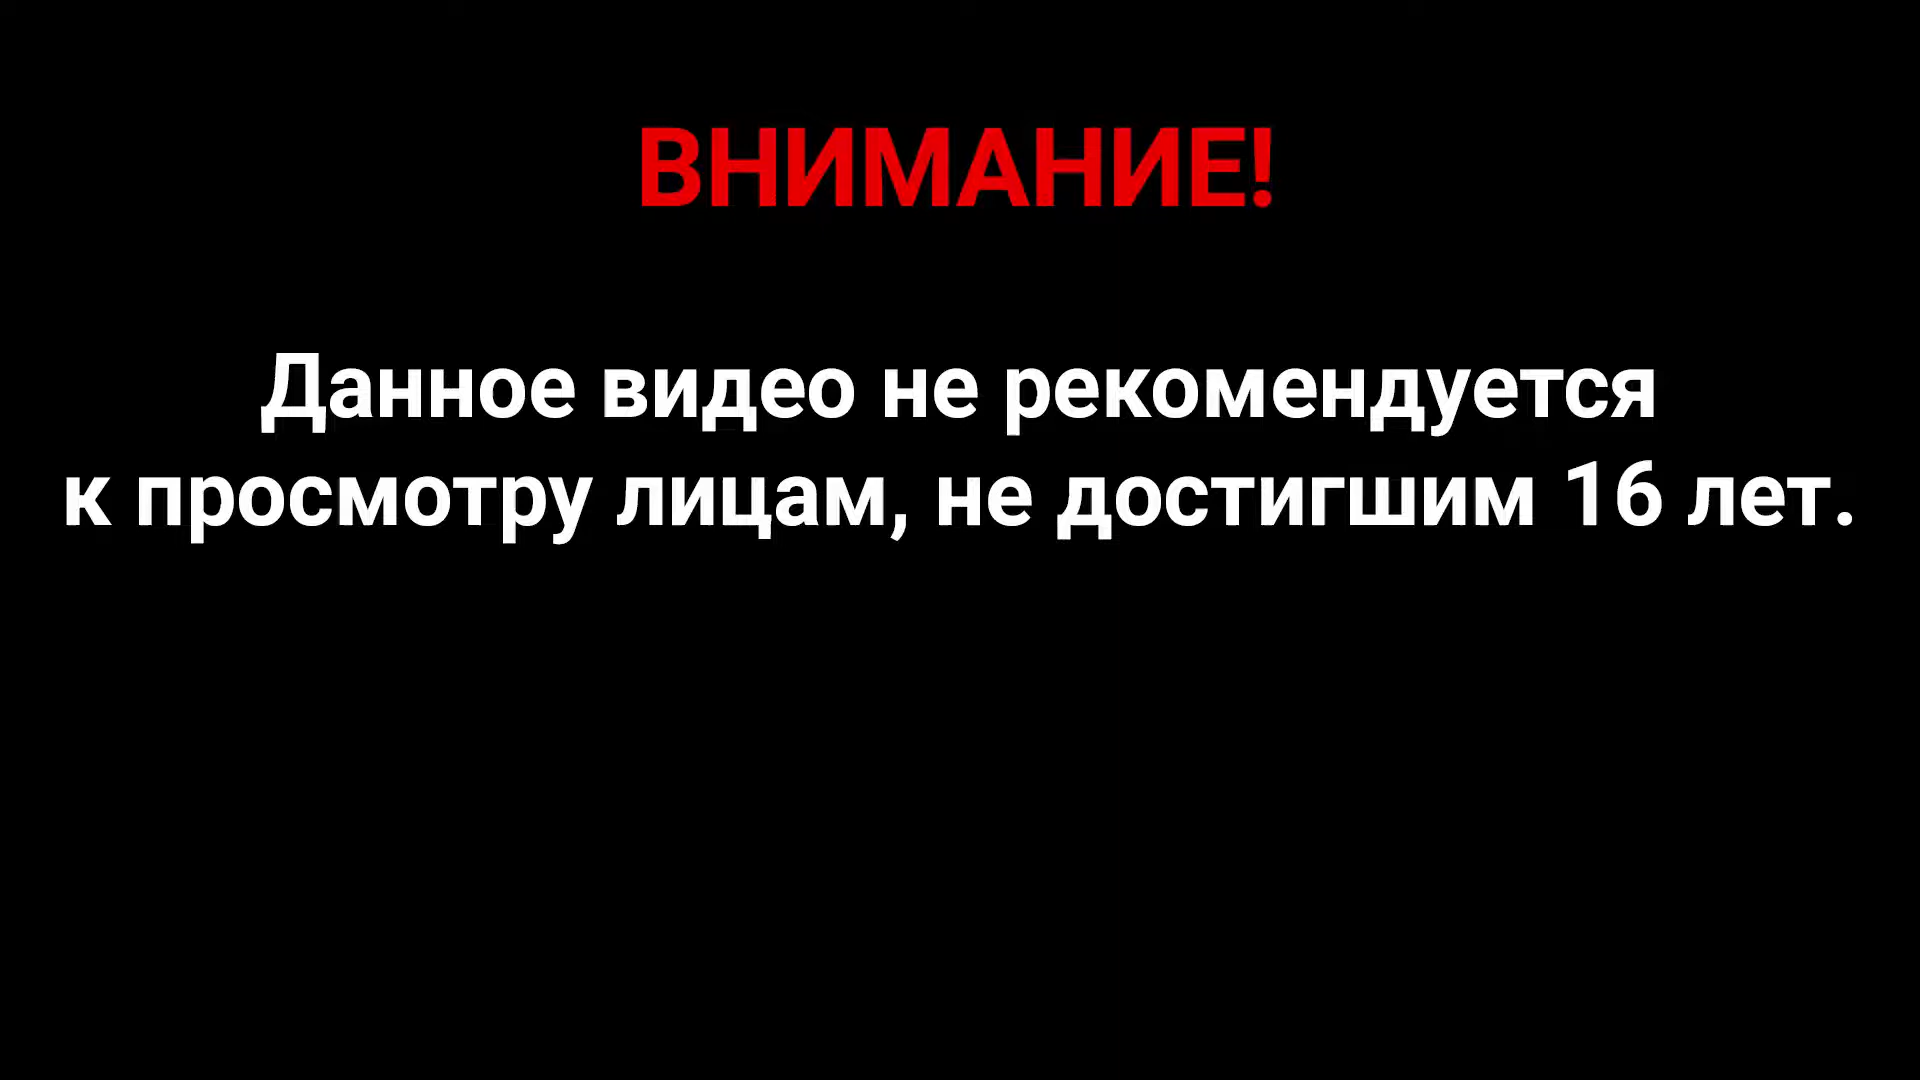 ВНИМАНИЕ!
Данное видео не рекомендуется
к просмотру лицам, не достигшим 16 лет.